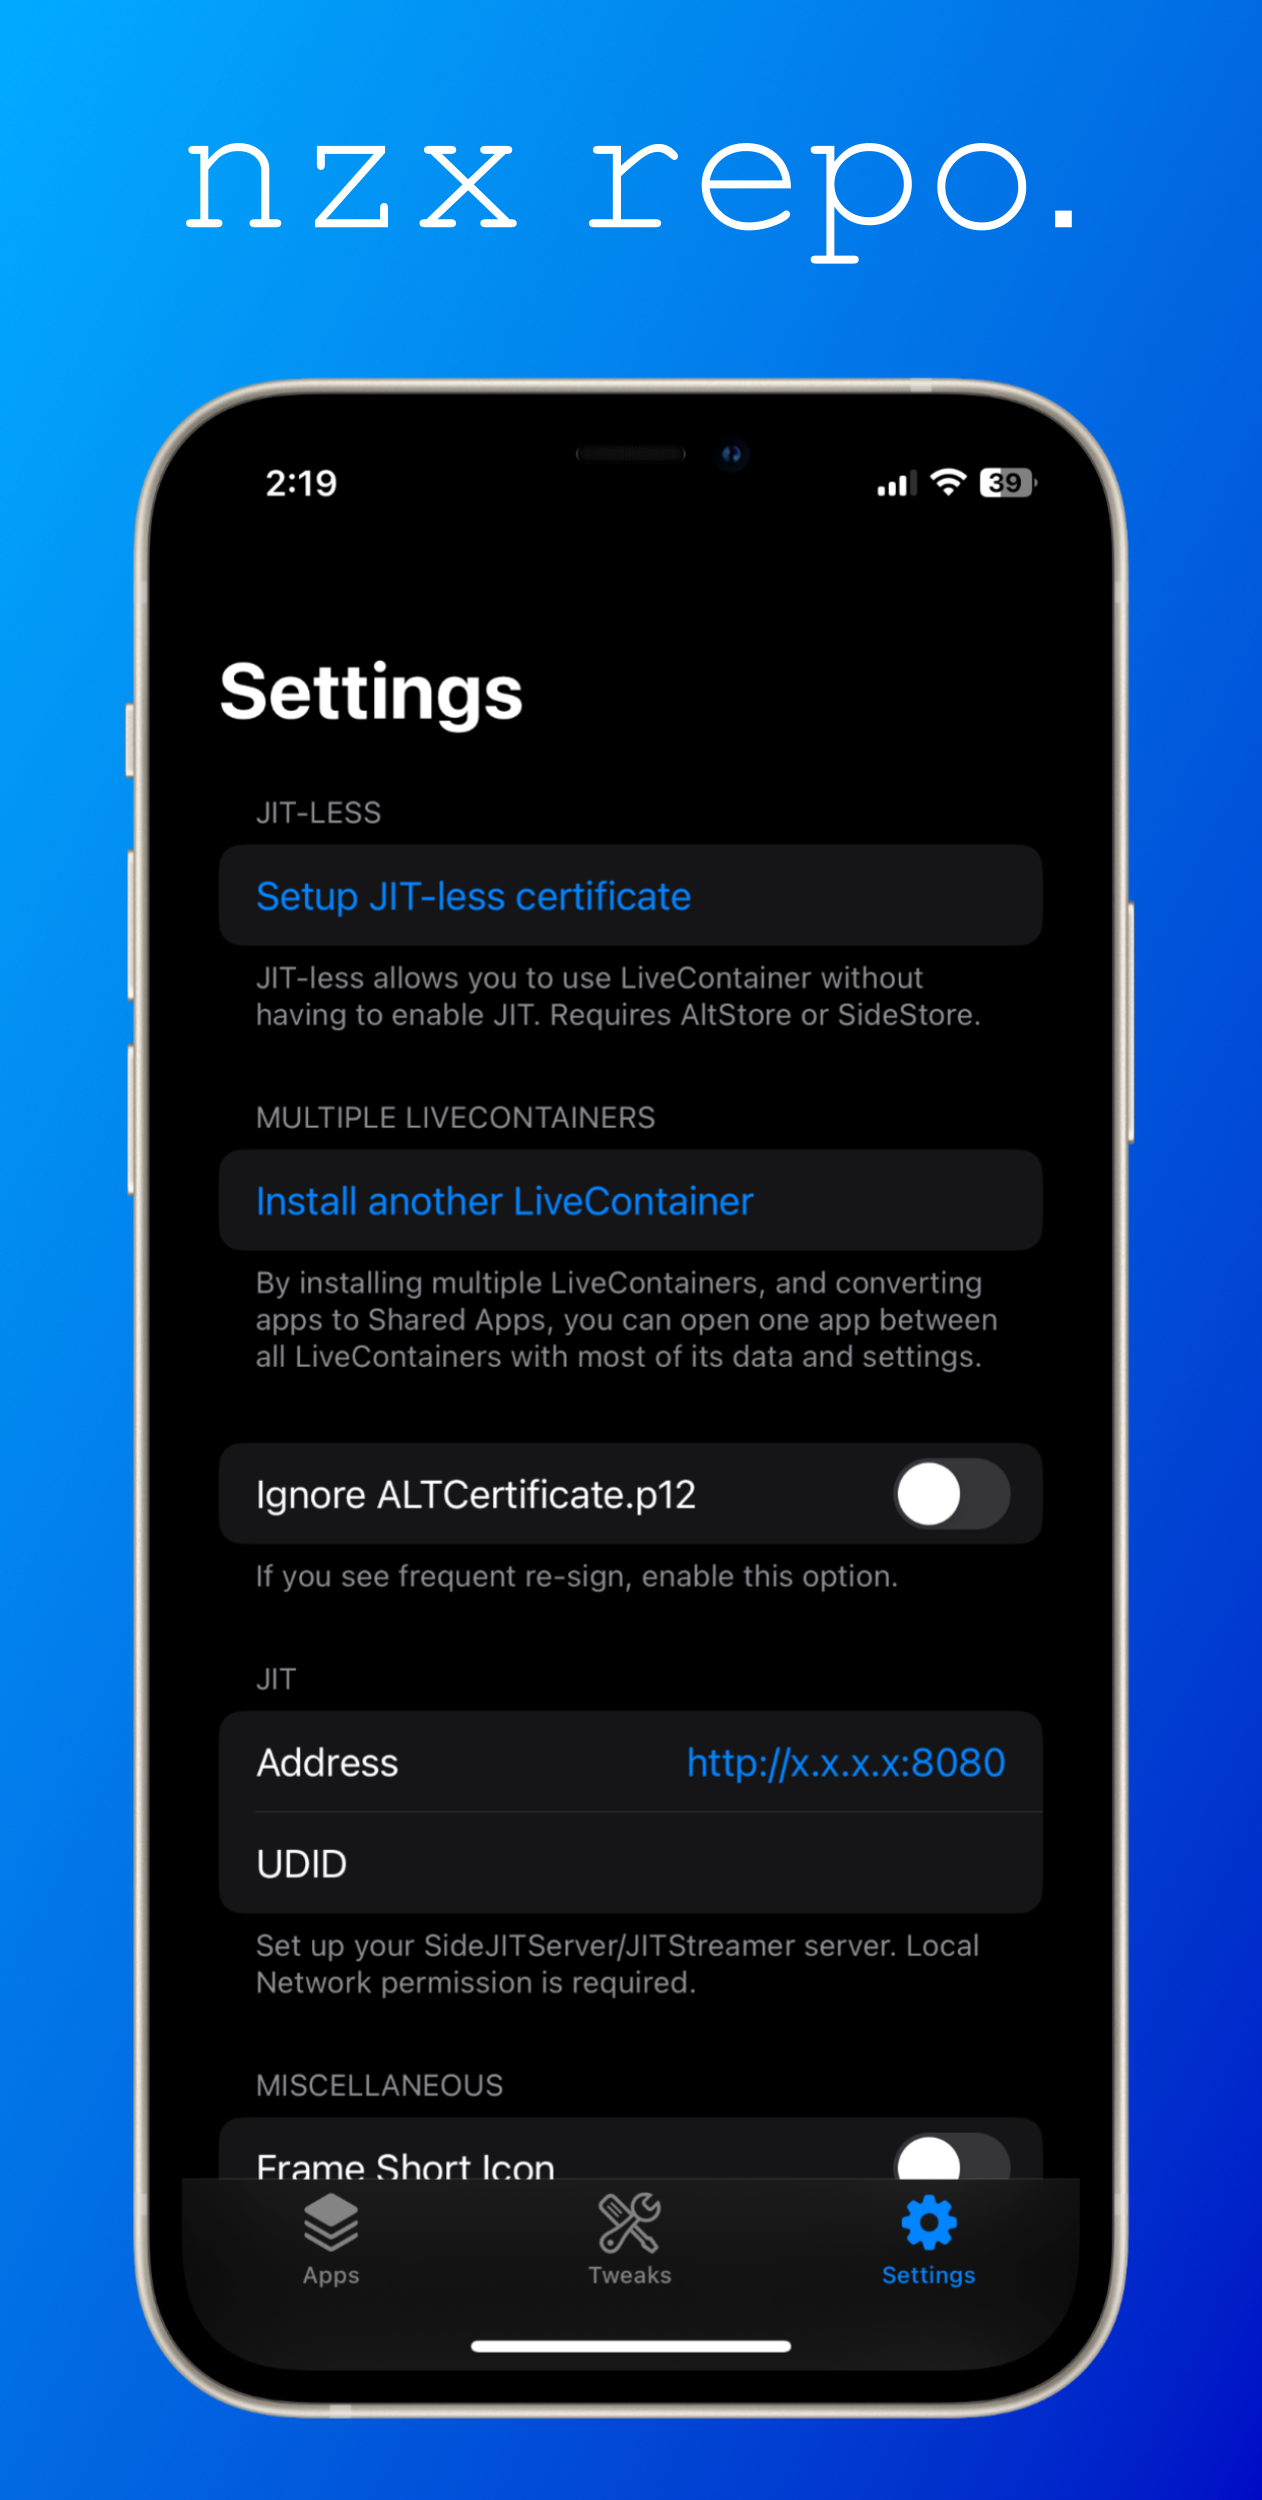 nzx repo.
2:19
39
Settings
JIT-LESS
Setup JIT-less certificate
JIT-less allows you to use LiveContainer without
having to enable JIT. Requires AltStore or SideStore.
MULTIPLE LIVECONTAINERS
Install another LiveContainer
By installing multiple LiveContainers, and converting
apps to Shared Apps, you can open one app between
all LiveContainers with most of its data and settings.
Ignore ALTCertificate.p12
If you see frequent re-sign, enable this option.
JIT
Address http://x.x.x.x:8080
UDID
Set up your SideJITServer/JITStreamer server. Local
Network permission is required.
MISCELLANEOUS
Frame Short Icon
Apps Tweaks Settings